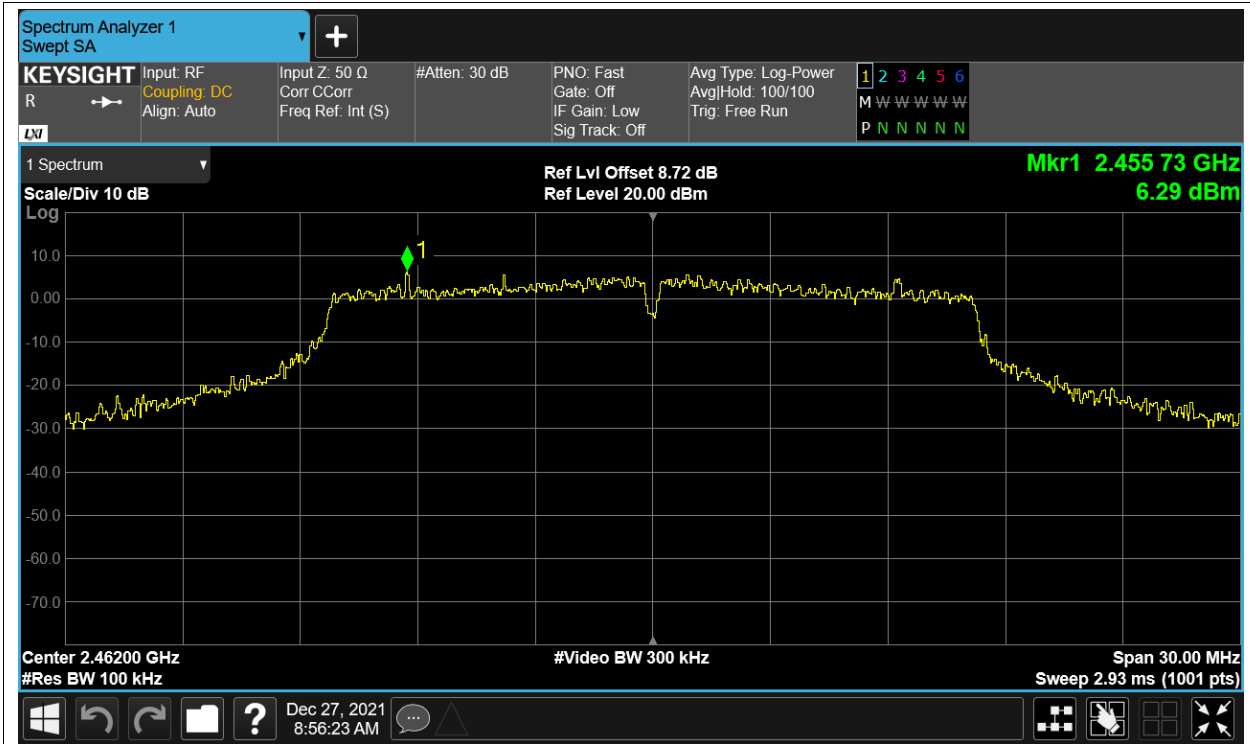 Spectrum Analyzer 1
Swept SA
KEYSIGHT
R
LXI
Input: RF
Coupling: DC
Align: Auto
Input Z: 50 Ω
Corr CCorr
Freq Ref: Int (S)
#Atten: 30 dB
PNO: Fast
Gate: Off
IF Gain: Low
Sig Track: Off
Avg Type: Log-Power
Avg|Hold: 100/100
Trig: Free Run
1 2 3 4 5 6
M W W W W W
P N N N N N
1 Spectrum
Scale/Div 10 dB
Log
Ref Lvl Offset 8.72 dB
Ref Level 20.00 dBm
Mkr1 2.455 73 GHz
6.29 dBm
1
10.0
0.00
-10.0
-20.0
-30.0
-40.0
-50.0
-60.0
-70.0
Center 2.46200 GHz
#Res BW 100 kHz
#Video BW 300 kHz
Span 30.00 MHz
Sweep 2.93 ms (1001 pts)
?
Dec 27, 2021
8:56:23 AM